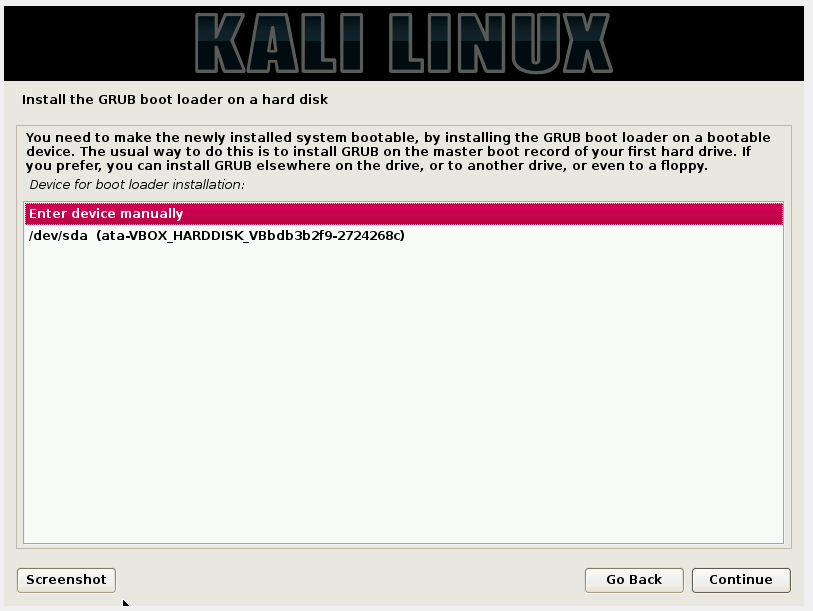 KALI LINUX
Install the GRUB boot loader on a hard disk
You need to make the newly installed system bootable, by installing the GRUB boot loader on a bootable
device. The usual way to do this is to install GRUB on the master boot record of your first hard drive. If
you prefer, you can install GRUB elsewhere on the drive, or to another drive, or even to a floppy.
Device for boot loader installation:
Enter device manually
/dev/sda  (ata-VBOX_HARDDISK_VBbdb3b2f9-2724268c)
Screenshot
Go Back
Continue